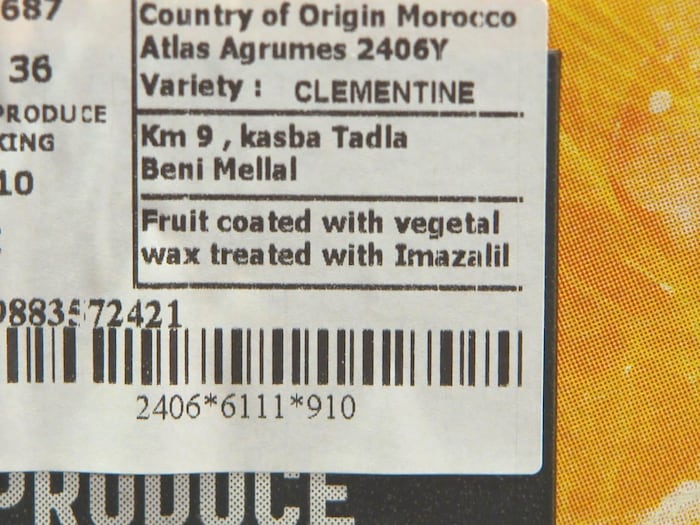 687
36
PRODUCE
KING
10
Country of Origin Morocco
Atlas Agrumes 2406Y
Variety : CLEMENTINE
Km 9 , kasba Tadla
Beni Mellal
Fruit coated with vegetal
wax treated with Imazalil
9883572421
2406*6111*910
PRODUCE